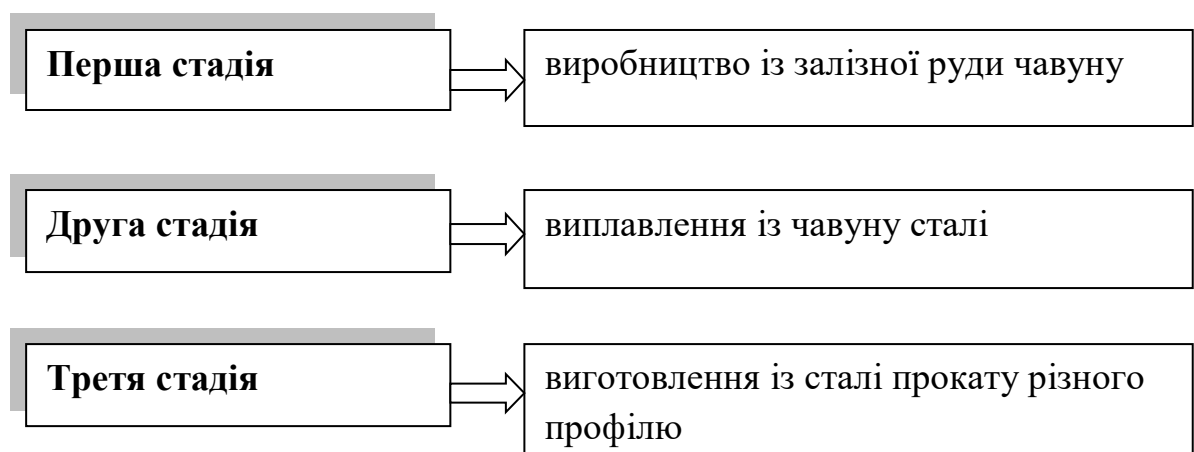 Перша стадія
виробництво із залізної руди чавуну
Друга стадія
виплавлення із чавуну сталі
Третя стадія
виготовлення із сталі прокату різного
профілю